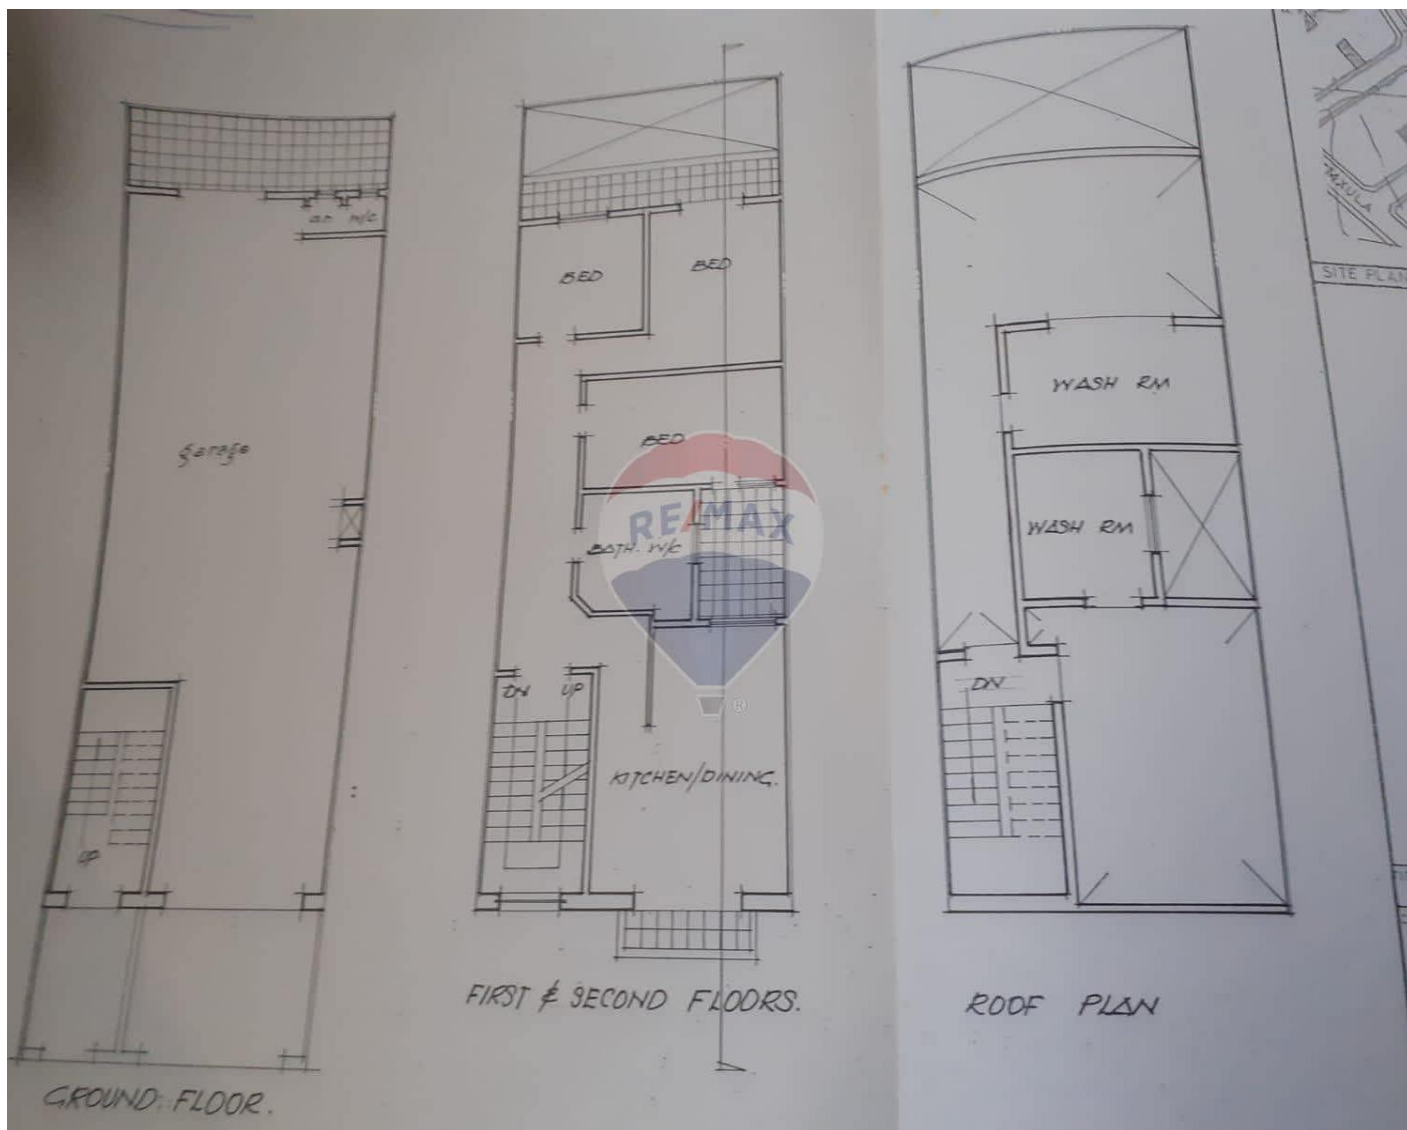 s.r. W/C
garage
UP
GROUND FLOOR.
BED
BED
BED
BATH. W/C
DN UP
KITCHEN/DINING.
FIRST & SECOND FLOORS.
RE/MAX
®
WASH RM
WASH RM
DN
ROOF PLAN
TAXULA
SITE PLAN